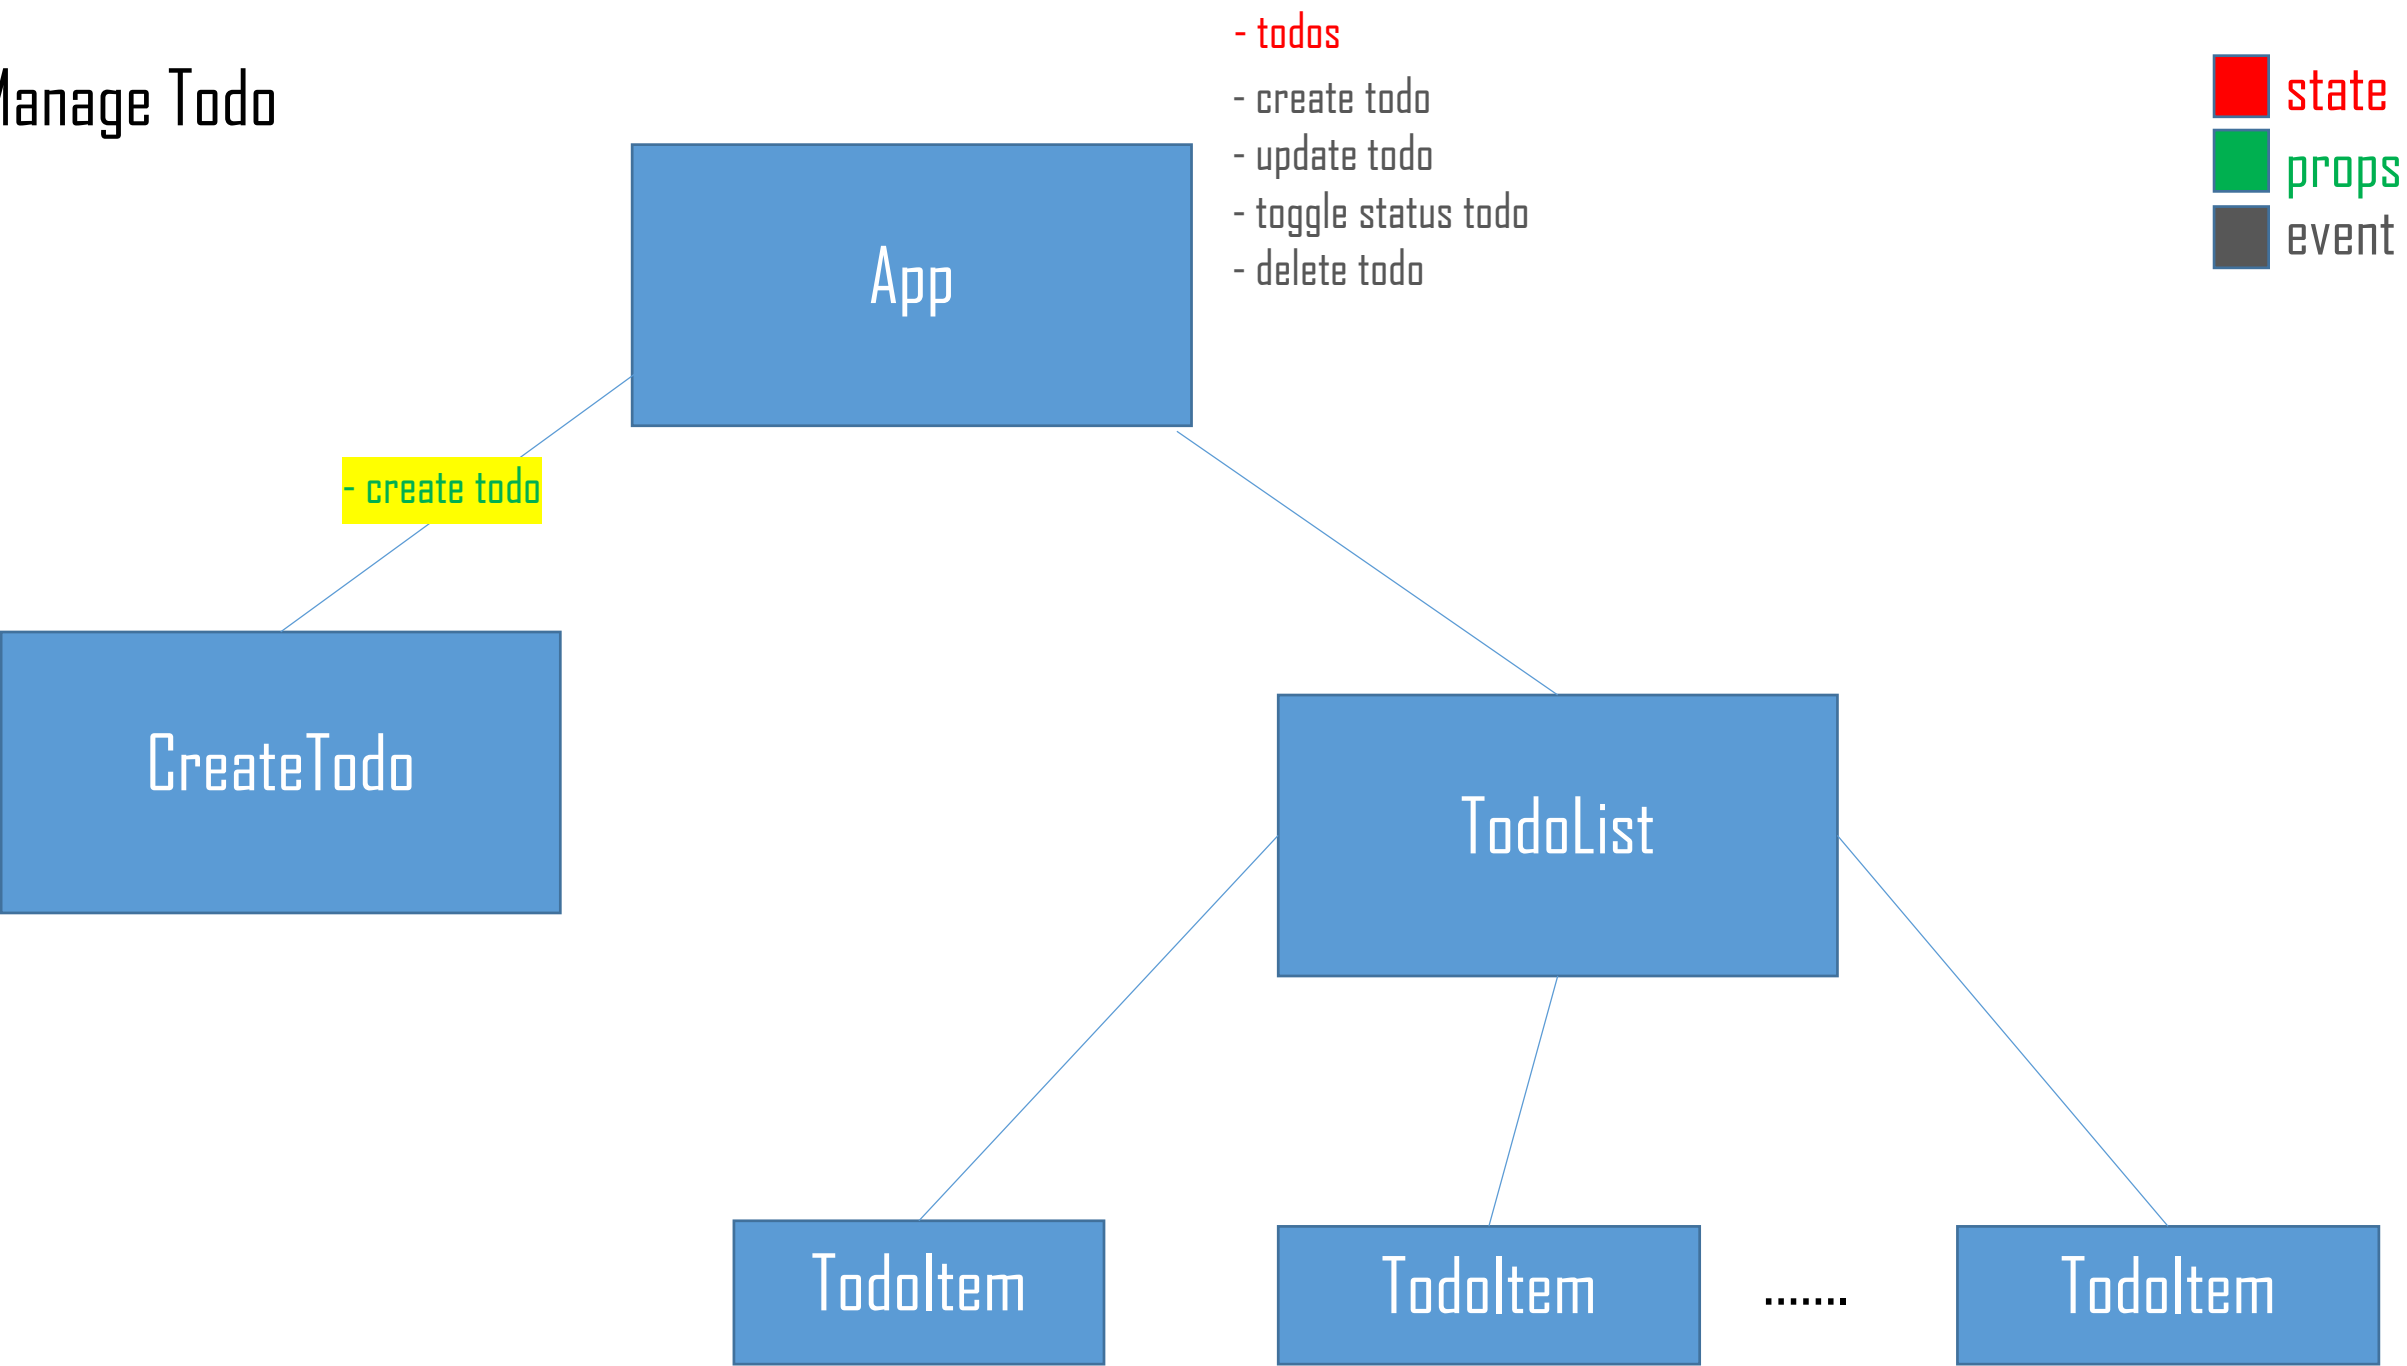 Manage Todo
- todos
- create todo
- update todo
- toggle status todo
- delete todo
state
props
event
App
- create todo
CreateTodo
TodoList
TodoItem
TodoItem
.......
TodoItem